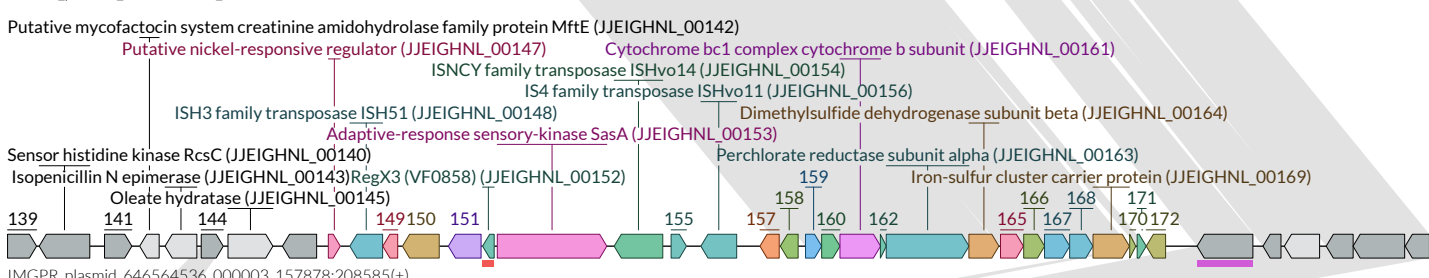 Putative mycofactocin system creatinine amidohydrolase family protein MftE (JJEIGHNL_00142)
Putative nickel-responsive regulator (JJEIGHNL_00147) Cytochrome bc1 complex cytochrome b subunit (JJEIGHNL_00161)
ISNCY family transposase ISHvo14 (JJEIGHNL_00154)
IS4 family transposase ISHvo11 (JJEIGHNL_00156)
ISH3 family transposase ISH51 (JJEIGHNL_00148) Dimethylsulfide dehydrogenase subunit beta (JJEIGHNL_00164)
Adaptive-response sensory-kinase SasA (JJEIGHNL_00153)
Sensor histidine kinase RcsC (JJEIGHNL_00140) Perchlorate reductase subunit alpha (JJEIGHNL_00163)
Isopenicillin N epimerase (JJEIGHNL_00143) RegX3 (VF0858) (JJEIGHNL_00152) 159 Iron-sulfur cluster carrier protein (JJEIGHNL_00169)
Oleate hydratase (JJEIGHNL_00145) 158 166 168 171
139 141 144 149 150 151 155 157 160 162 165 167 170 172
IMGPR_plasmid_646564536_000003_157878:208585(+)